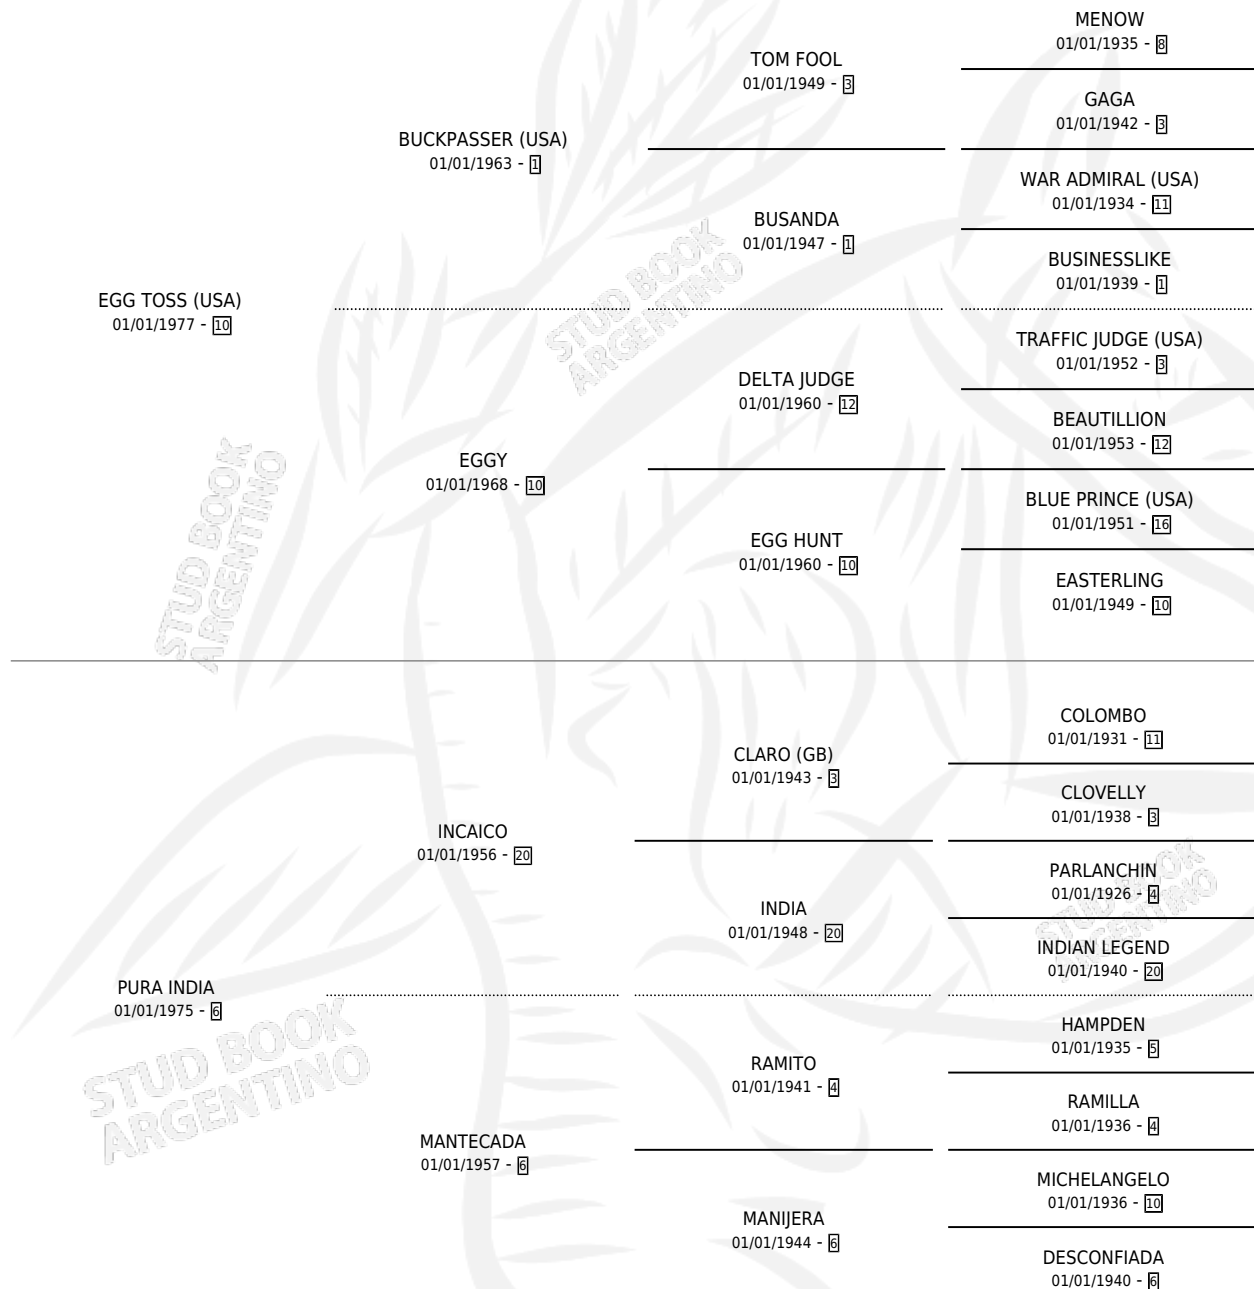 MENOW
01/01/1935 - 8
TOM FOOL
01/01/1949 - 3
GAGA
01/01/1942 - 3
BUCKPASSER (USA)
01/01/1963 - 1
WAR ADMIRAL (USA)
01/01/1934 - 11
BUSANDA
01/01/1947 - 1
BUSINESSLIKE
01/01/1939 - 1
EGG TOSS (USA)
01/01/1977 - 10
TRAFFIC JUDGE (USA)
01/01/1952 - 3
DELTA JUDGE
01/01/1960 - 12
BEAUTILLION
01/01/1953 - 12
EGGY
01/01/1968 - 10
BLUE PRINCE (USA)
01/01/1951 - 16
EGG HUNT
01/01/1960 - 10
EASTERLING
01/01/1949 - 10
COLOMBO
01/01/1931 - 11
CLARO (GB)
01/01/1943 - 3
CLOVELLY
01/01/1938 - 3
INCAICO
01/01/1956 - 20
PARLANCHIN
01/01/1926 - 4
INDIA
01/01/1948 - 20
INDIAN LEGEND
01/01/1940 - 20
PURA INDIA
01/01/1975 - 6
HAMPDEN
01/01/1935 - 5
RAMITO
01/01/1941 - 4
RAMILLA
01/01/1936 - 4
MANTECADA
01/01/1957 - 6
MICHELANGELO
01/01/1936 - 10
MANIJERA
01/01/1944 - 6
DESCONFIADA
01/01/1940 - 6
STUD BOOK
ARGENTINO
STUD BOOK
ARGENTINO
STUD BOOK
ARGENTINO
STUD BOOK
ARGENTINO